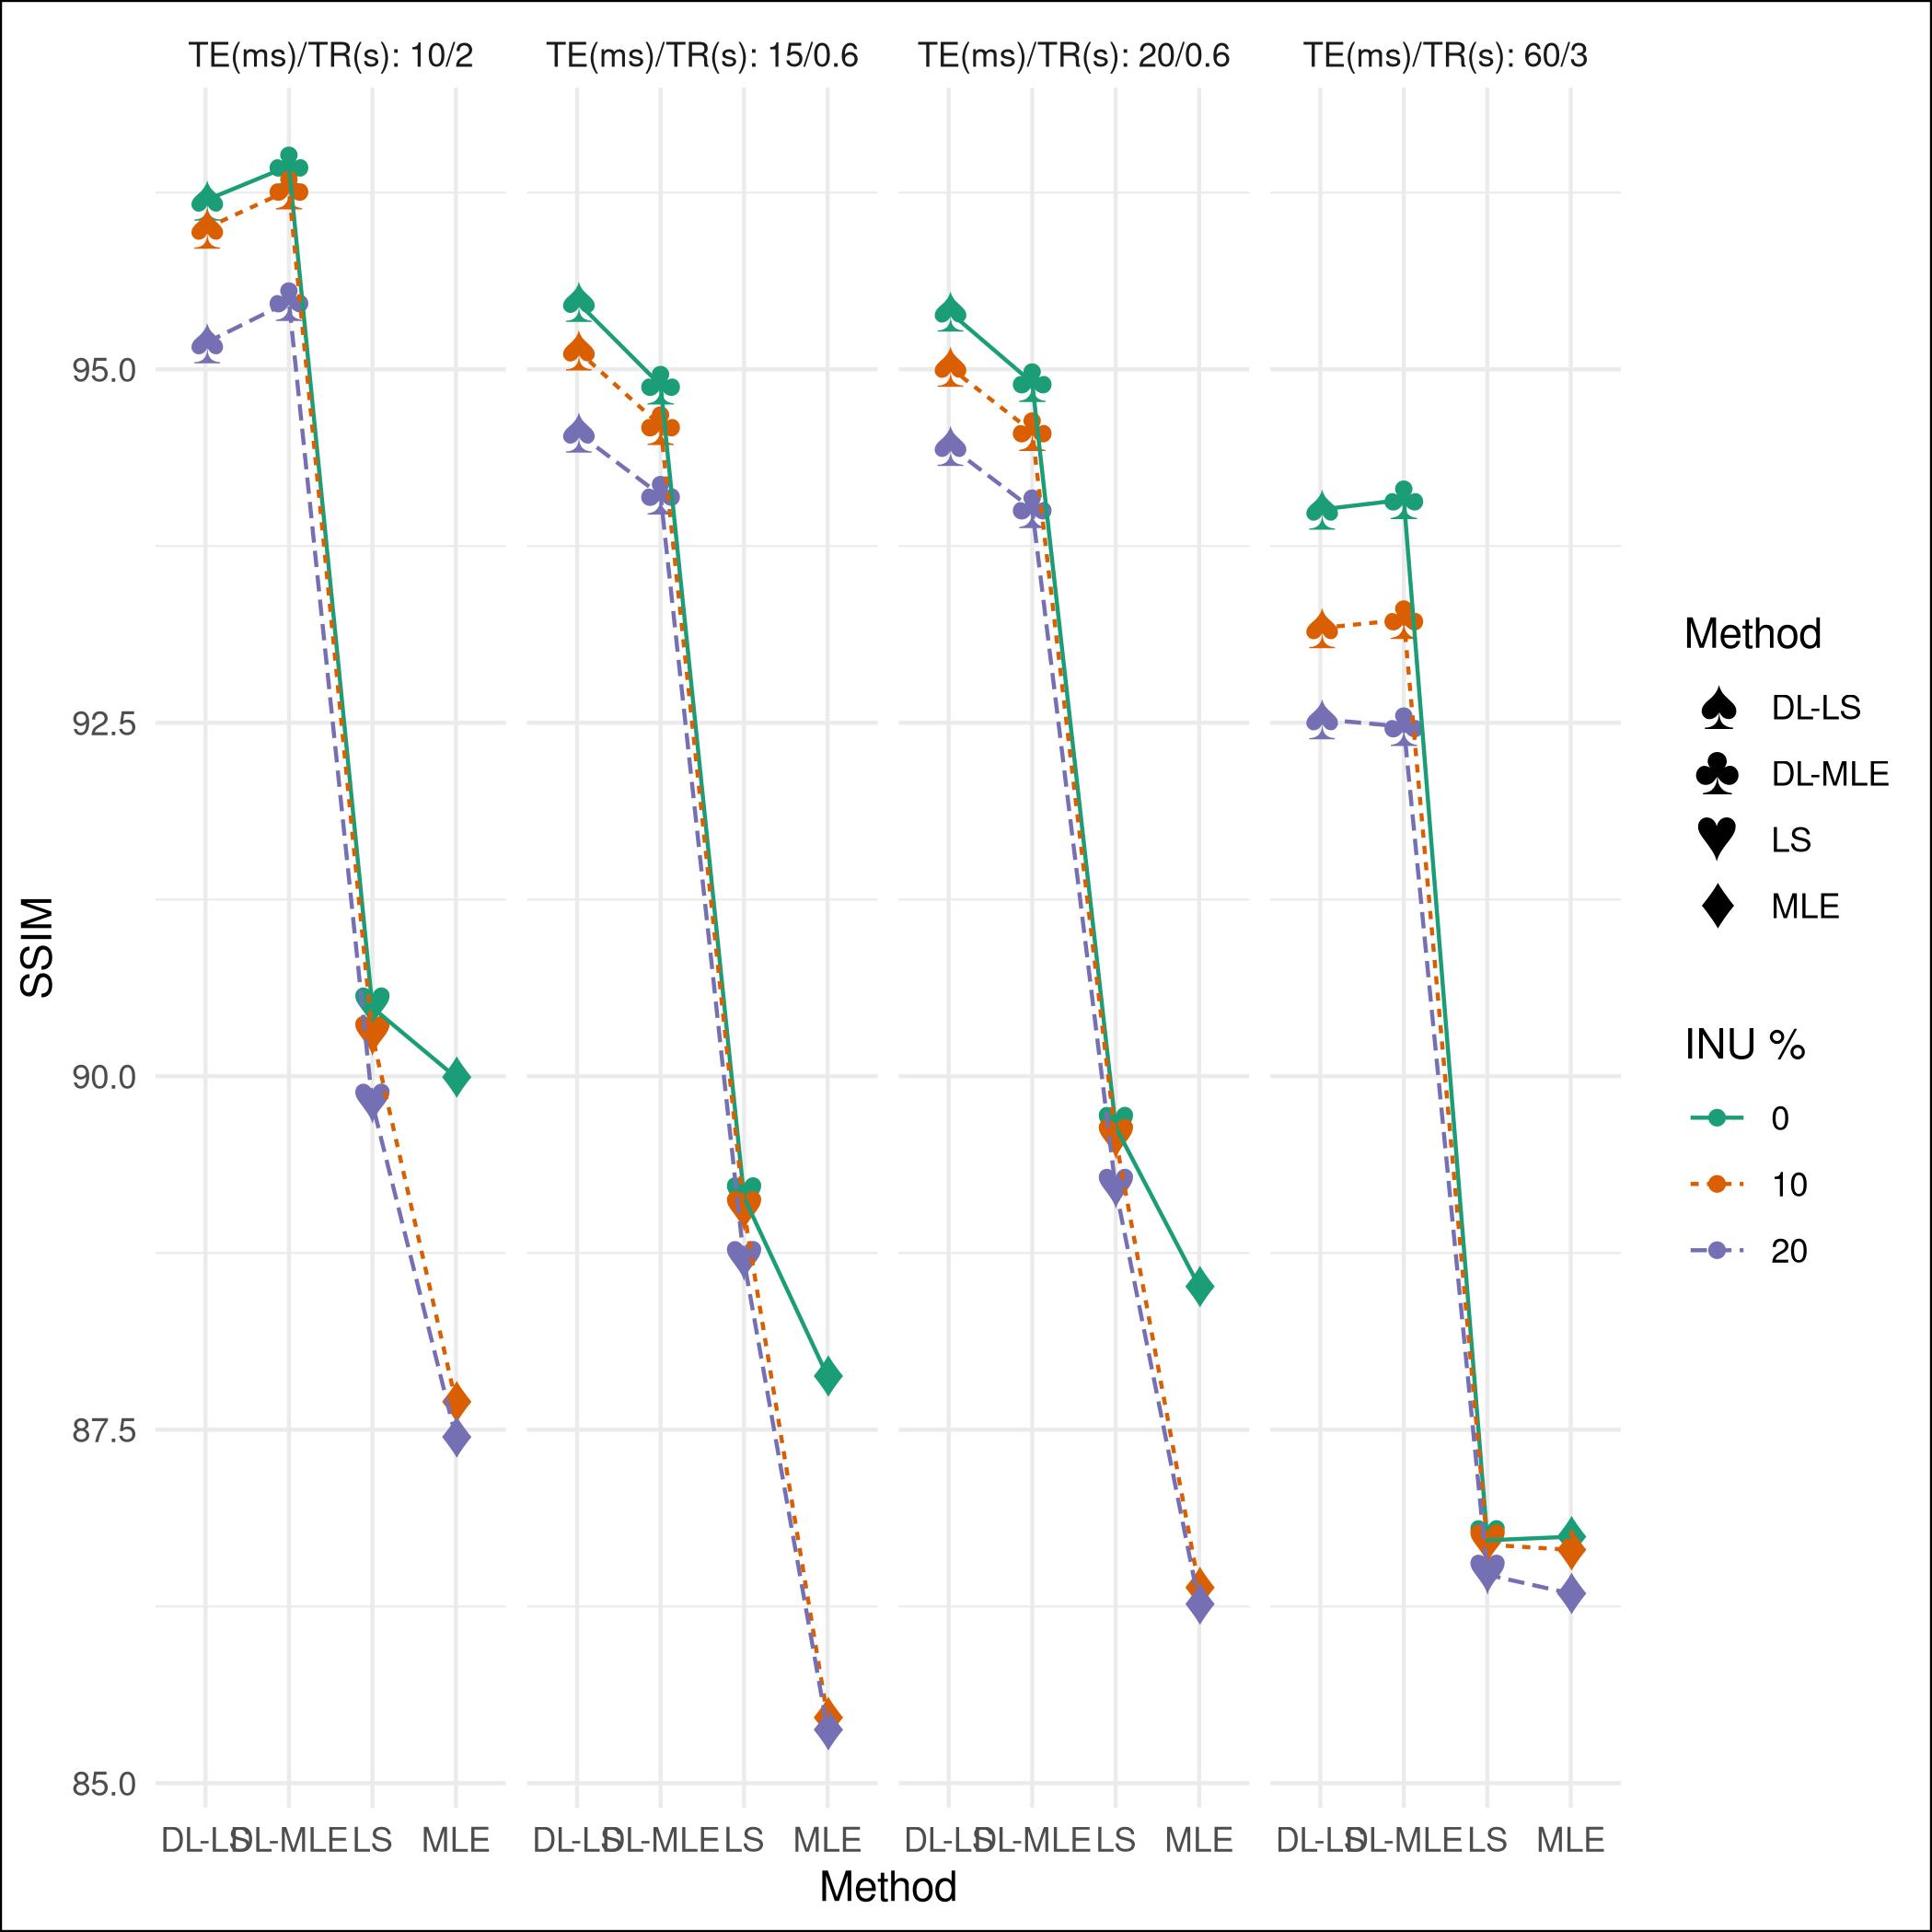 TE(ms)/TR(s): 10/2 TE(ms)/TR(s): 15/0.6 TE(ms)/TR(s): 20/0.6 TE(ms)/TR(s): 60/3
95.0
92.5
90.0
87.5
85.0
SSIM
DL-LS DL-MLE LS MLE DL-LS DL-MLE LS MLE DL-LS DL-MLE LS MLE DL-LS DL-MLE LS MLE
Method
Method
DL-LS
DL-MLE
LS
MLE
INU %
0
10
20